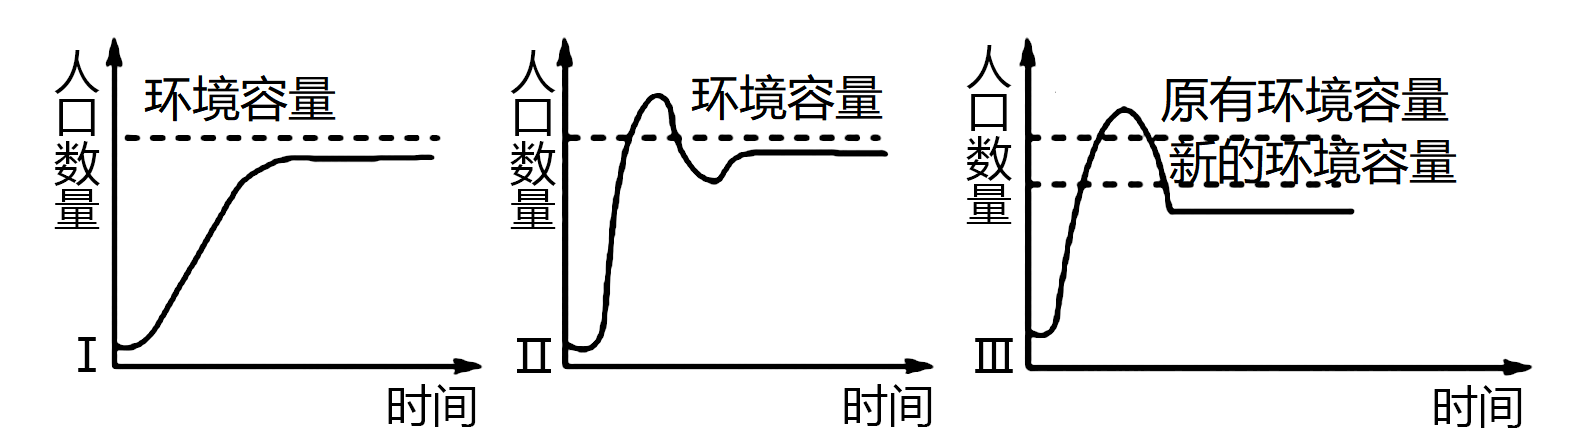 人口数量
环境容量
I
时间
人口数量
环境容量
II
时间
人口数量
原有环境容量
新的环境容量
III
时间